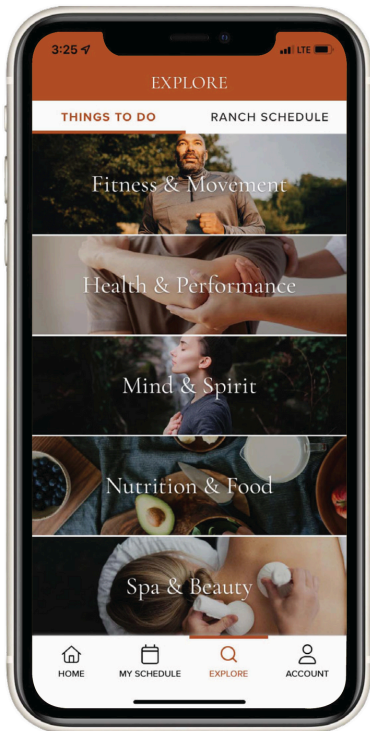 3:25
LTE
EXPLORE
THINGS TO DO
RANCH SCHEDULE
Fitness & Movement
Health & Performance
Mind & Spirit
Nutrition & Food
Spa & Beauty
HOME
MY SCHEDULE
EXPLORE
ACCOUNT